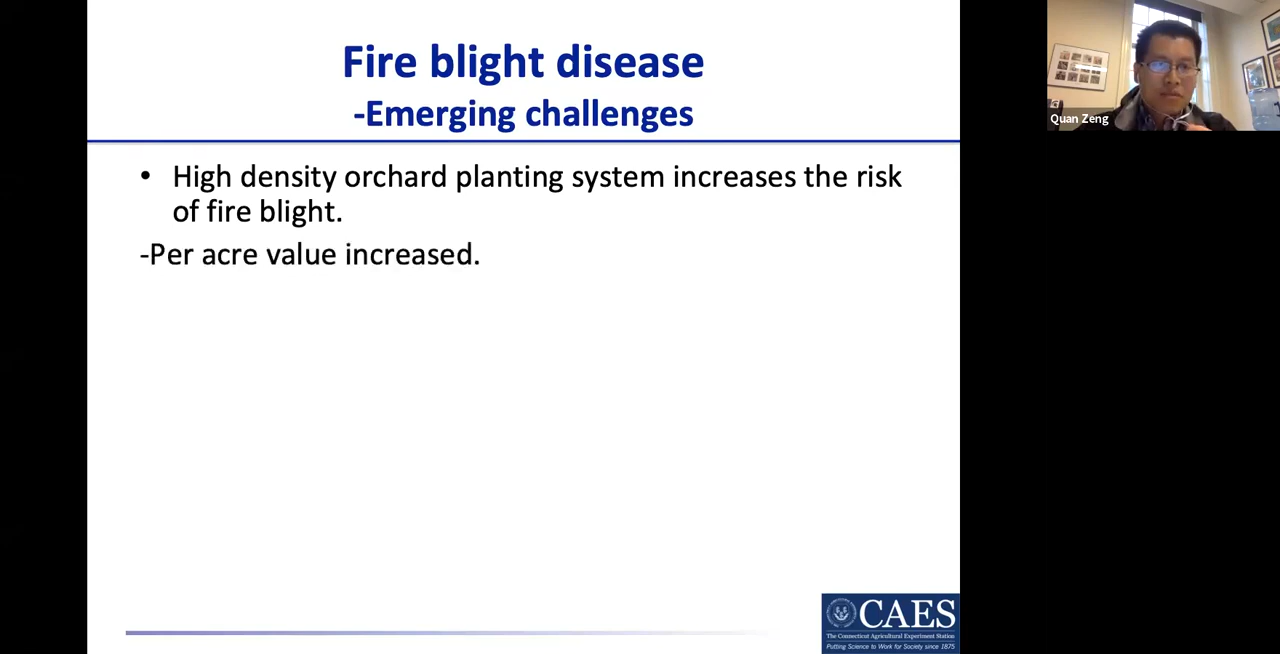 Fire blight disease
-Emerging challenges
• High density orchard planting system increases the risk
of fire blight.
-Per acre value increased.
Quan Zeng
CAES
The Connecticut Agricultural Experiment Station
Putting Science to Work for Society since 1875